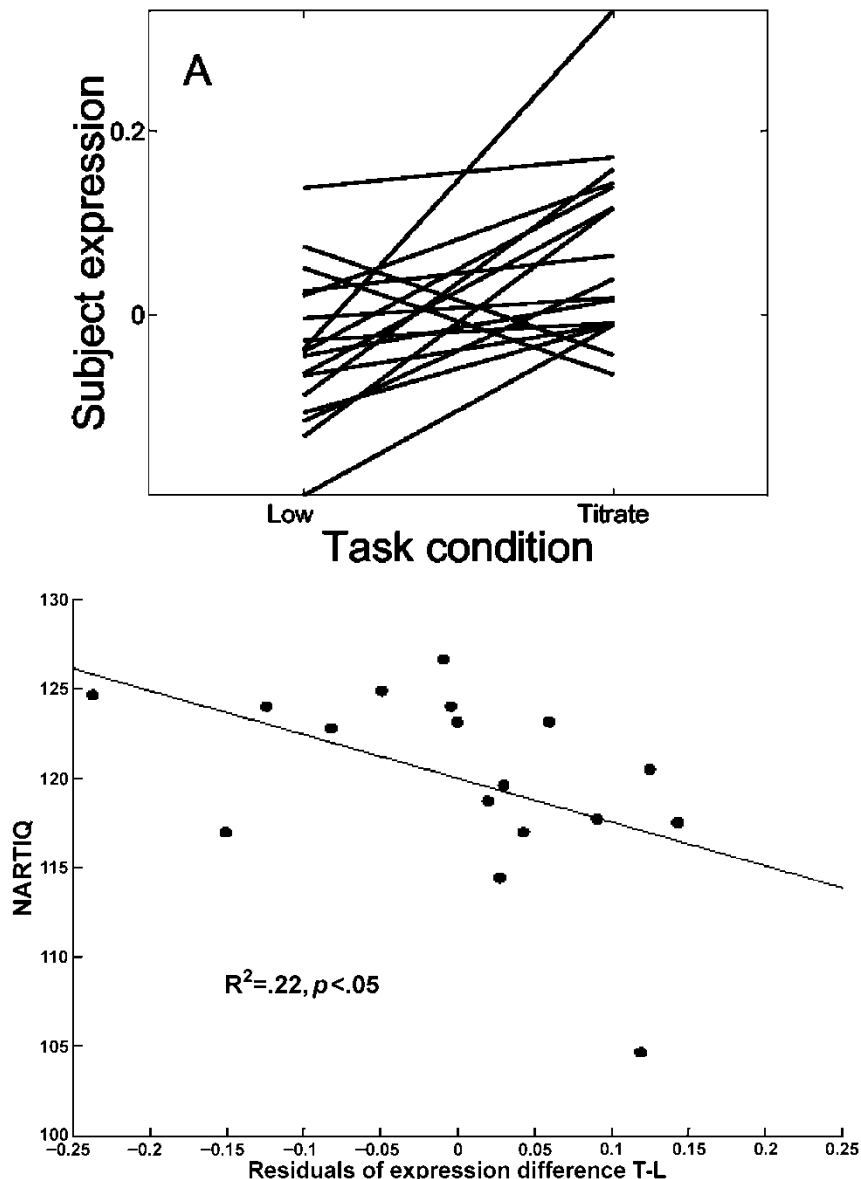 A
Subject expression
0.2
0
Low
Titrate
Task condition
130
125
120
115
110
105
100
NARTIQ
R²=.22, p<.05
−0.25 −0.2 −0.15 −0.1 −0.05 0 0.05 0.1 0.15 0.2 0.25
Residuals of expression difference T-L